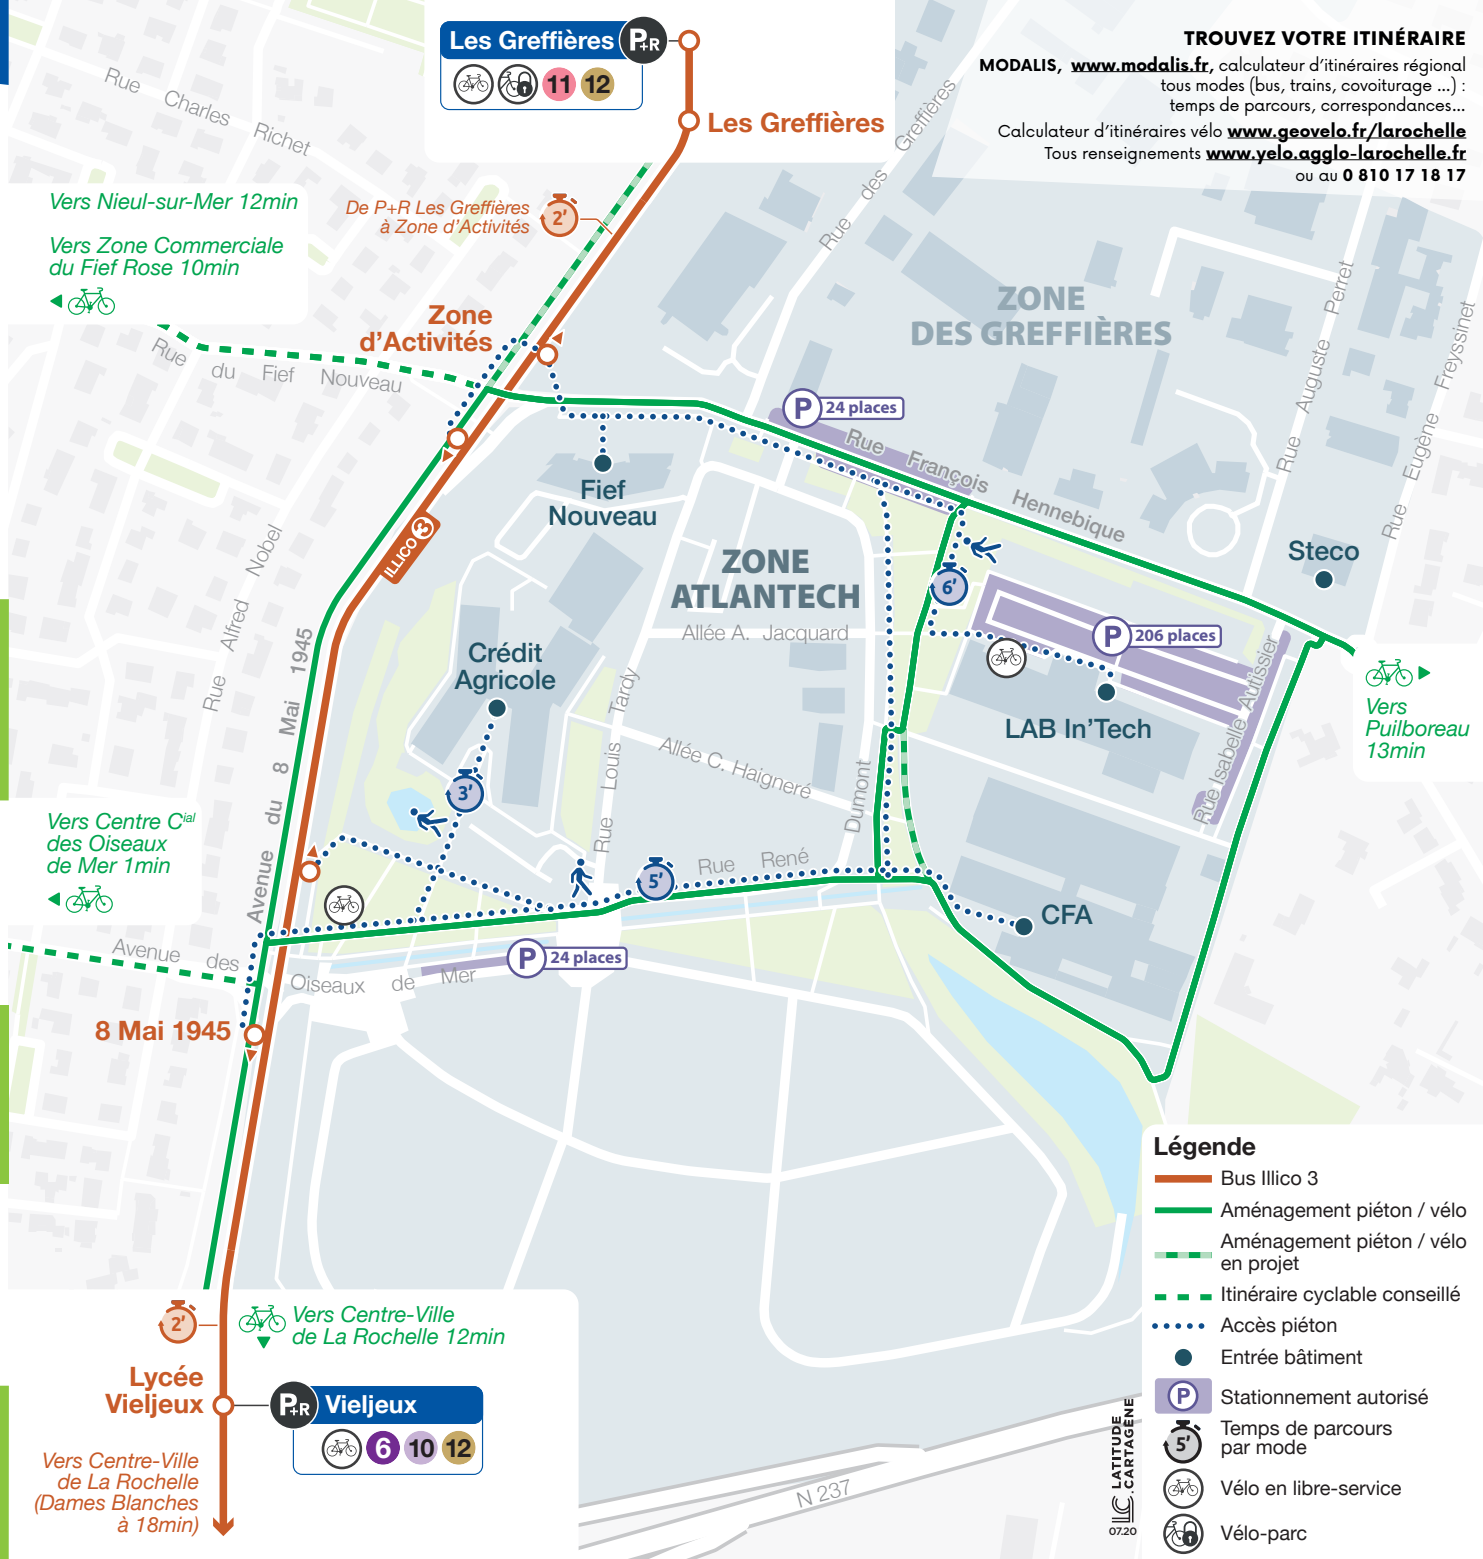 Les Greffières P+R
11 12
Les Greffières
TROUVEZ VOTRE ITINÉRAIRE
MODALIS, www.modalis.fr, calculateur d'itinéraires régional
tous modes (bus, trains, covoiturage ...) :
temps de parcours, correspondances...
Calculateur d'itinéraires vélo www.geovelo.fr/larochelle
Tous renseignements www.yelo.agglo-larochelle.fr
ou au 0 810 17 18 17
Rue Charles Richet
Rue des Greffières
Vers Nieul-sur-Mer 12min
Vers Zone Commerciale
du Fief Rose 10min
De P+R Les Greffières
à Zone d'Activités
2'
Zone
d'Activités
ZONE
DES GREFFIÈRES
Rue Auguste Perret
Rue Eugène Freyssinet
Rue du Fief Nouveau
P 24 places
Rue François Hennebique
Fief
Nouveau
ILLICO 3
Rue Alfred Nobel
ZONE
ATLANTECH
Steco
6'
Allée A. Jacquard
P 206 places
Crédit
Agricole
Avenue du 8 Mai 1945
Rue Louis Tardy
LAB In'Tech
Rue Isabelle Autissier
Vers
Puilboreau
13min
Allée C. Haigneré
3'
Rue René Dumont
Vers Centre Cial
des Oiseaux
de Mer 1min
5'
CFA
Avenue des Oiseaux de Mer
P 24 places
8 Mai 1945
2'
Vers Centre-Ville
de La Rochelle 12min
Lycée
Vieljeux
P+R Vieljeux
6 10 12
Vers Centre-Ville
de La Rochelle
(Dames Blanches
à 18min)
N 237
LC LATITUDE
.CARTAGÈNE
07.20
Légende
Bus Illico 3
Aménagement piéton / vélo
Aménagement piéton / vélo
en projet
Itinéraire cyclable conseillé
Accès piéton
Entrée bâtiment
P Stationnement autorisé
5' Temps de parcours
par mode
Vélo en libre-service
Vélo-parc